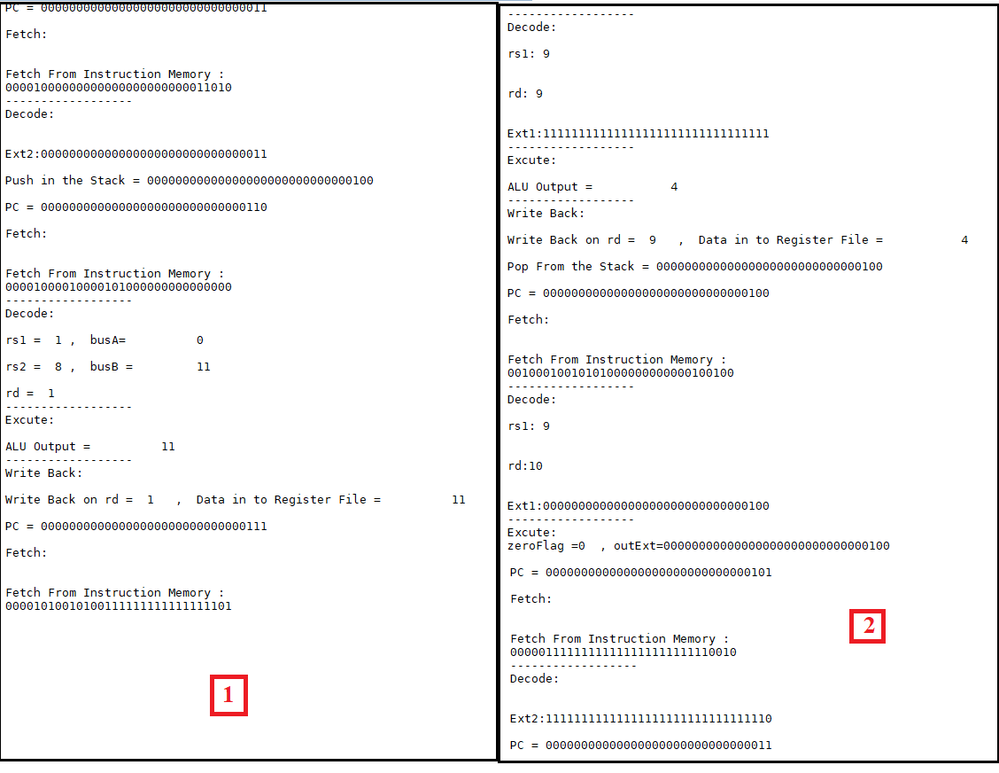 PC = 00000000000000000000000000000011
Fetch:
Fetch From Instruction Memory :
00001000000000000000000000011010
------------------
Decode:
Ext2:00000000000000000000000000000011
Push in the Stack = 00000000000000000000000000000100
PC = 00000000000000000000000000000110
Fetch:
Fetch From Instruction Memory :
00001000010000101000000000000000
------------------
Decode:
rs1 =  1 ,  busA=          0
rs2 =  8 ,  busB =         11
rd =  1
------------------
Excute:
ALU Output =          11
------------------
Write Back:
Write Back on rd =  1   ,  Data in to Register File =          11
PC = 00000000000000000000000000000111
Fetch:
Fetch From Instruction Memory :
00001010010100111111111111111101
1
------------------
Decode:
rs1: 9
rd: 9
Ext1:11111111111111111111111111111111
------------------
Excute:
ALU Output =           4
------------------
Write Back:
Write Back on rd =  9   ,  Data in to Register File =           4
Pop From the Stack = 00000000000000000000000000000100
PC = 00000000000000000000000000000100
Fetch:
Fetch From Instruction Memory :
00100010010101000000000000100100
------------------
Decode:
rs1: 9
rd:10
Ext1:00000000000000000000000000000100
------------------
Excute:
zeroFlag =0  , outExt=00000000000000000000000000000100
PC = 00000000000000000000000000000101
Fetch:
Fetch From Instruction Memory :
00000111111111111111111111110010
------------------
Decode:
Ext2:11111111111111111111111111111110
PC = 00000000000000000000000000000011
2